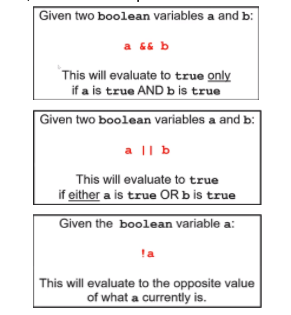 Given two boolean variables a and b:
a && b
This will evaluate to true only
if a is true AND b is true
Given two boolean variables a and b:
a || b
This will evaluate to true
if either a is true OR b is true
Given the boolean variable a:
!a
This will evaluate to the opposite value
of what a currently is.